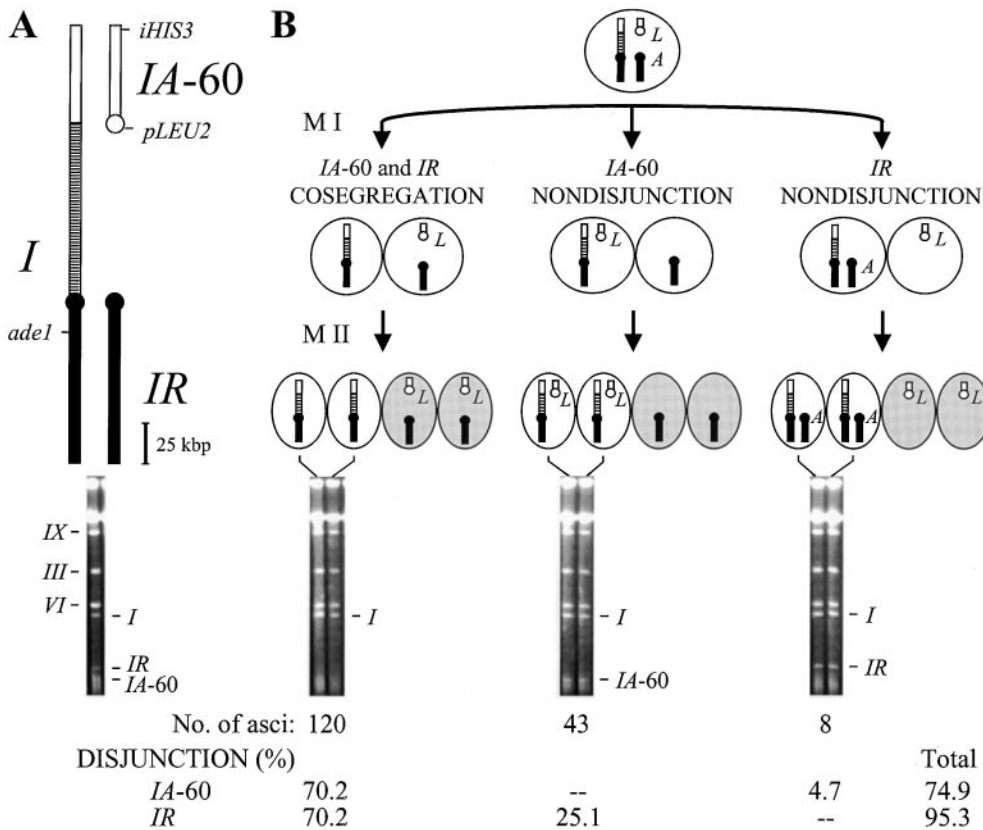 A
iHIS3
IA-60
pLEU2
I
ade1
IR
25 kbp
IX
III
VI
I
IR
IA-60
B
L
A
M I
IA-60 and IR
COSEGREGATION
IA-60
NONDISJUNCTION
IR
NONDISJUNCTION
L
L
A
L
M II
L
L
L
L
A
A
L
L
I
I
IA-60
I
IR
No. of asci: 120 43 8
DISJUNCTION (%) Total
IA-60 70.2 -- 4.7 74.9
IR 70.2 25.1 -- 95.3